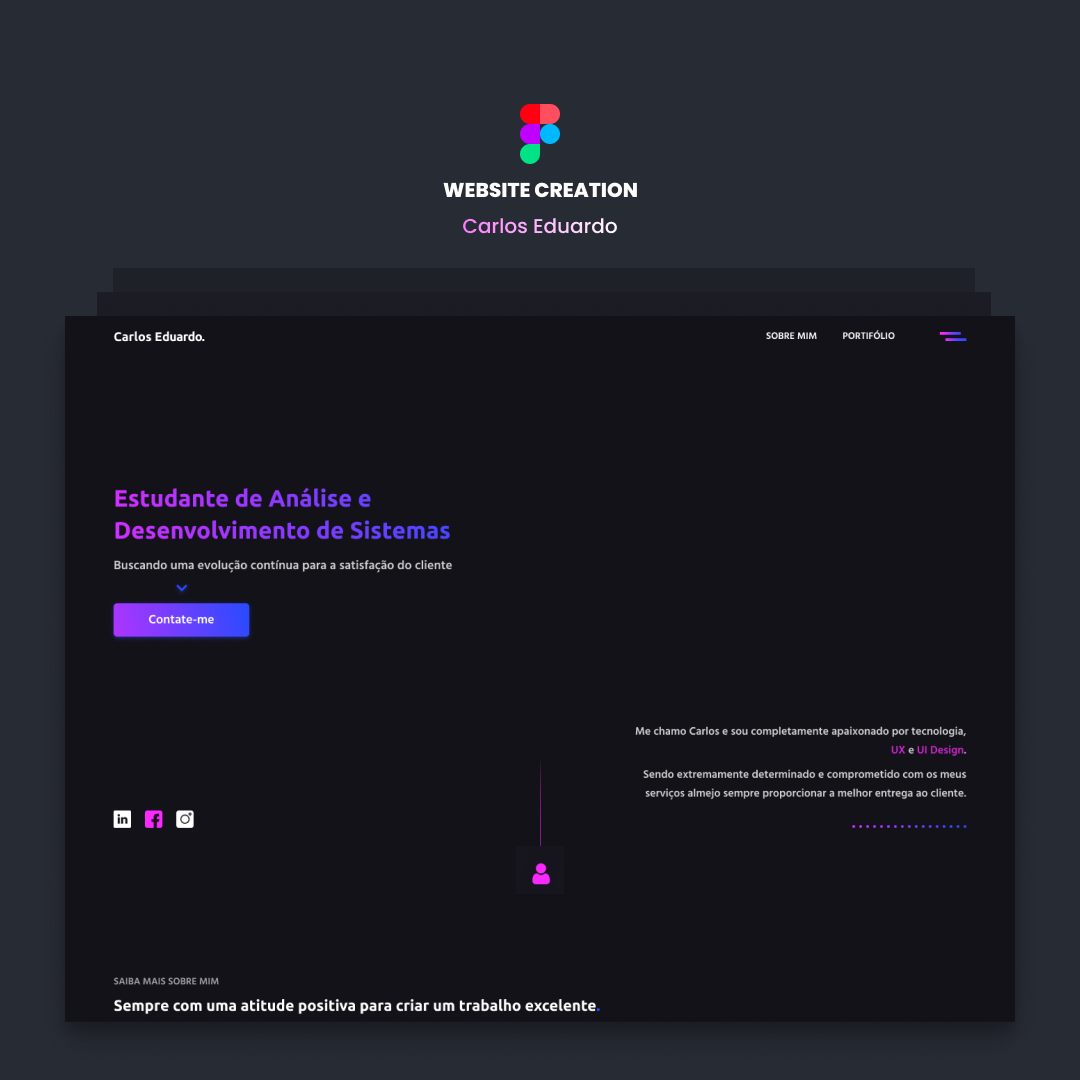 WEBSITE CREATION
Carlos Eduardo
Carlos Eduardo.
SOBRE MIM
PORTIFÓLIO
Estudante de Análise e
Desenvolvimento de Sistemas
Buscando uma evolução contínua para a satisfação do cliente
Contate-me
Me chamo Carlos e sou completamente apaixonado por tecnologia,
UX e UI Design.
Sendo extremamente determinado e comprometido com os meus
serviços almejo sempre proporcionar a melhor entrega ao cliente.
in
SAIBA MAIS SOBRE MIM
Sempre com uma atitude positiva para criar um trabalho excelente.